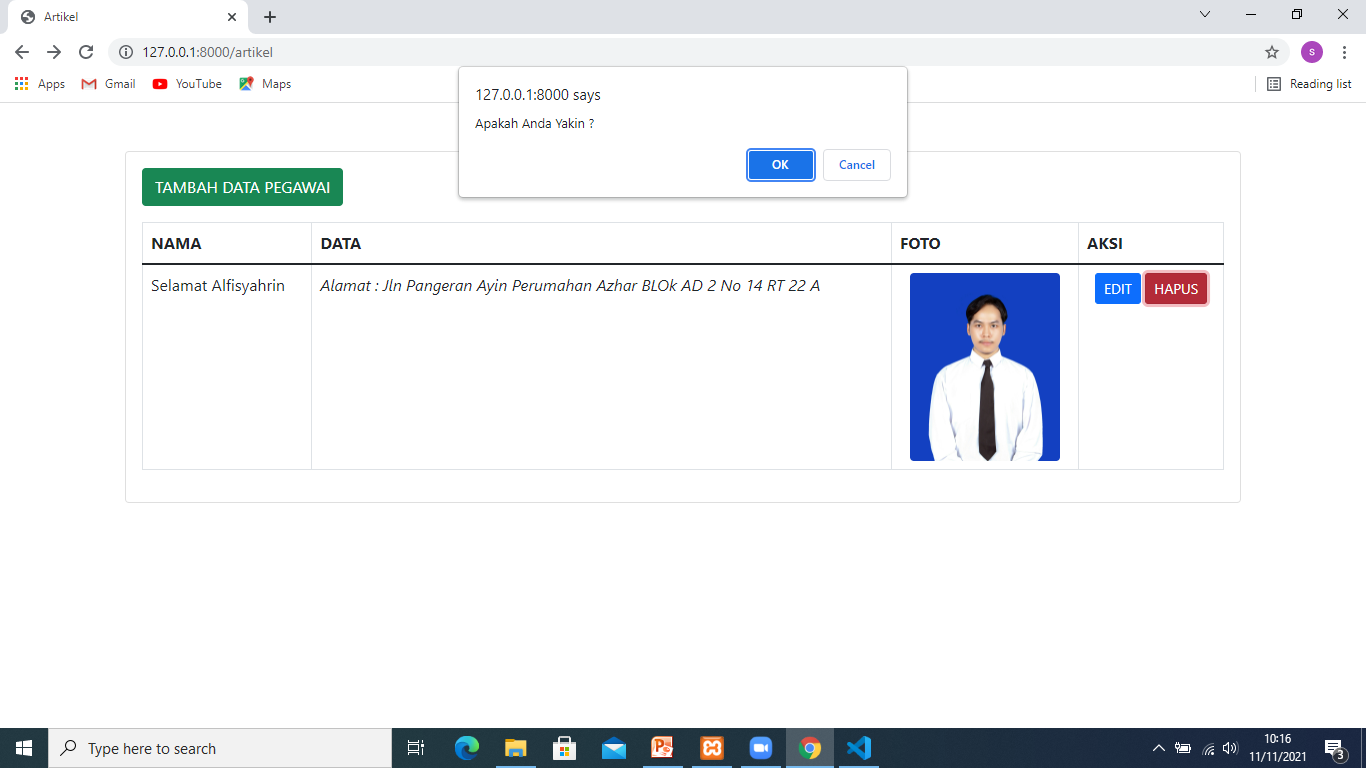 Artikel
127.0.0.1:8000/artikel
S
Apps Gmail YouTube Maps Reading list
127.0.0.1:8000 says
Apakah Anda Yakin ?
OK Cancel
TAMBAH DATA PEGAWAI
NAMA DATA FOTO AKSI
Selamat Alfisyahrin Alamat : Jln Pangeran Ayin Perumahan Azhar BLOk AD 2 No 14 RT 22 A EDIT HAPUS
Type here to search
10:16
11/11/2021
3